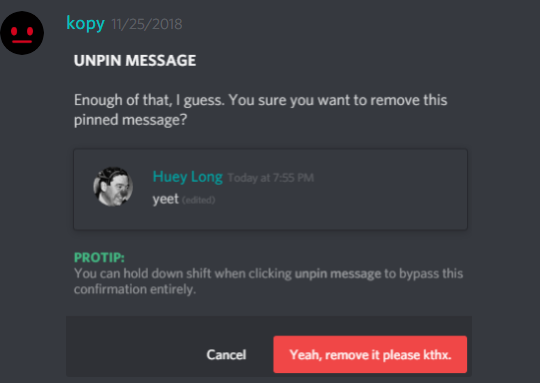 kopy 11/25/2018
UNPIN MESSAGE
Enough of that, I guess. You sure you want to remove this
pinned message?
Huey Long Today at 7:55 PM
yeet (edited)
PROTIP:
You can hold down shift when clicking unpin message to bypass this
confirmation entirely.
Cancel Yeah, remove it please kthx.